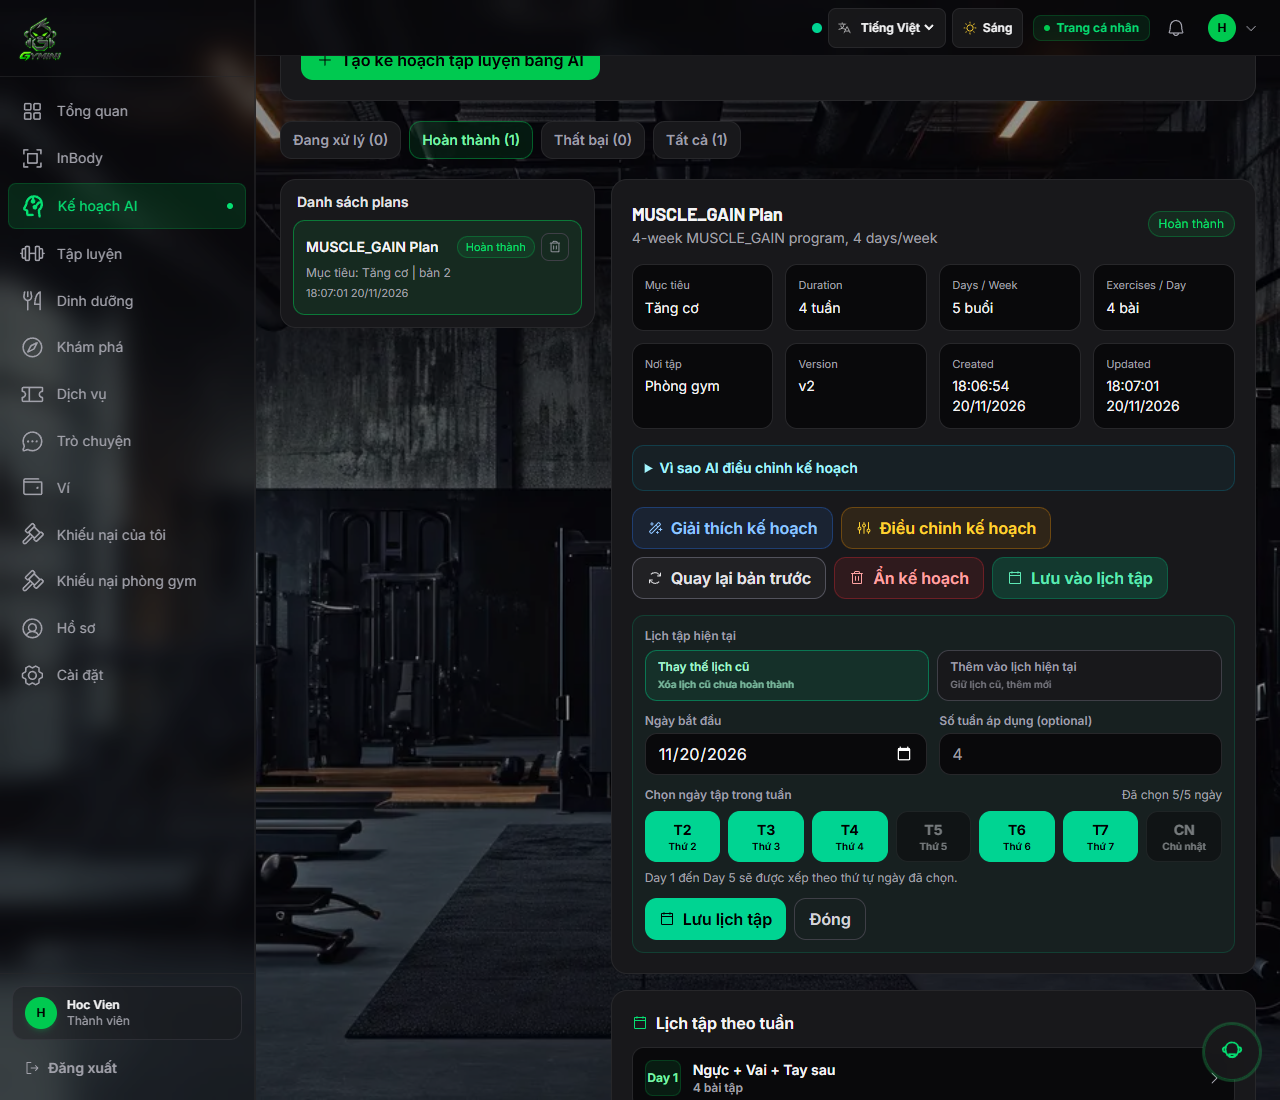 GYMINI
Tiếng Việt
Sáng
Trang cá nhân
H
Tổng quan
InBody
Kế hoạch AI
Tập luyện
Dinh dưỡng
Khám phá
Dịch vụ
Trò chuyện
Ví
Khiếu nại của tôi
Khiếu nại phòng gym
Hồ sơ
Cài đặt
H
Hoc Vien
Thành viên
Đăng xuất
+ Tạo kế hoạch tập luyện bằng AI
Đang xử lý (0)
Hoàn thành (1)
Thất bại (0)
Tất cả (1)
Danh sách plans
MUSCLE_GAIN Plan
Hoàn thành
Mục tiêu: Tăng cơ | bản 2
18:07:01 20/11/2026
MUSCLE_GAIN Plan
4-week MUSCLE_GAIN program, 4 days/week
Hoàn thành
Mục tiêu
Tăng cơ
Duration
4 tuần
Days / Week
5 buổi
Exercises / Day
4 bài
Nơi tập
Phòng gym
Version
v2
Created
18:06:54
20/11/2026
Updated
18:07:01
20/11/2026
Vì sao AI điều chỉnh kế hoạch
Giải thích kế hoạch
Điều chỉnh kế hoạch
Quay lại bản trước
Ẩn kế hoạch
Lưu vào lịch tập
Lịch tập hiện tại
Thay thế lịch cũ
Xóa lịch cũ chưa hoàn thành
Thêm vào lịch hiện tại
Giữ lịch cũ, thêm mới
Ngày bắt đầu
11/20/2026
Số tuần áp dụng (optional)
4
Chọn ngày tập trong tuần
Đã chọn 5/5 ngày
T2
Thứ 2
T3
Thứ 3
T4
Thứ 4
T5
Thứ 5
T6
Thứ 6
T7
Thứ 7
CN
Chủ nhật
Day 1 đến Day 5 sẽ được xếp theo thứ tự ngày đã chọn.
Lưu lịch tập
Đóng
Lịch tập theo tuần
Day 1
Ngực + Vai + Tay sau
4 bài tập